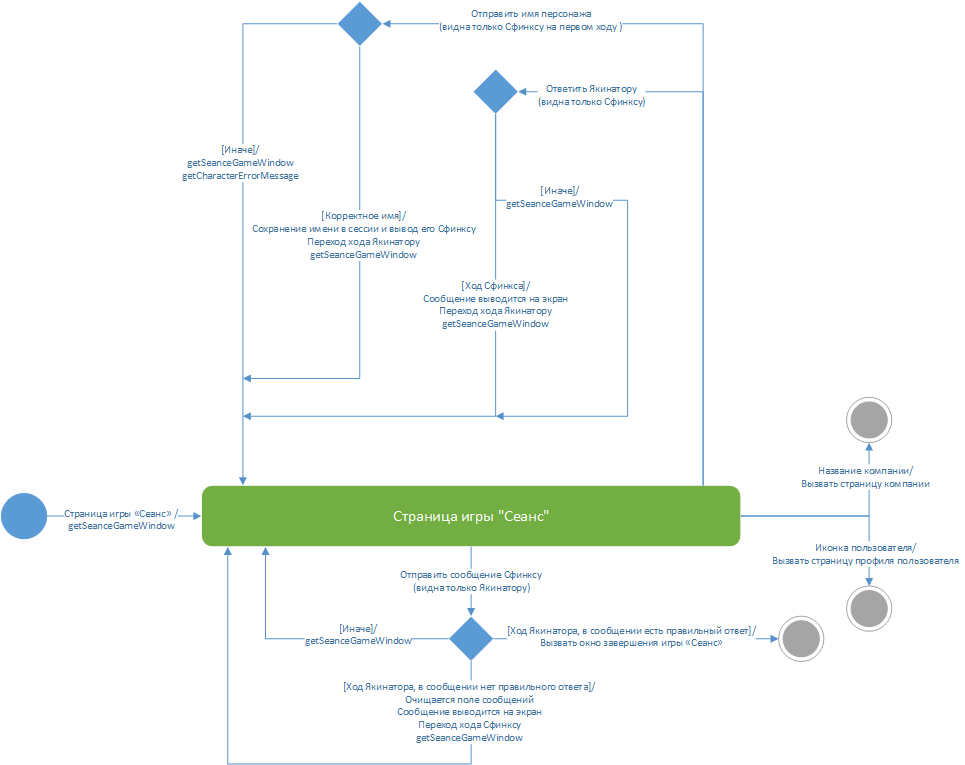 Отправить имя персонажа
(видна только Сфинксу на первом ходу )
Ответить Якинатору
(видна только Сфинксу)
[Иначе]/
getSeanceGameWindow
getCharacterErrorMessage
[Иначе]/
getSeanceGameWindow
[Корректное имя]/
Сохранение имени в сессии и вывод его Сфинксу
Переход хода Якинатору
getSeanceGameWindow
[Ход Сфинкса]/
Сообщение выводится на экран
Переход хода Якинатору
getSeanceGameWindow
Название компании/
Вызвать страницу компании
Страница игры «Сеанс» /
getSeanceGameWindow
Страница игры "Сеанс"
Иконка пользователя/
Вызвать страницу профиля пользователя
Отправить сообщение Сфинксу
(видна только Якинатору)
[Иначе]/
getSeanceGameWindow
[Ход Якинатора, в сообщении есть правильный ответ]/
Вызвать окно завершения игры «Сеанс»
[Ход Якинатора, в сообщении нет правильного ответа]/
Очищается поле сообщений
Сообщение выводится на экран
Переход хода Сфинксу
getSeanceGameWindow